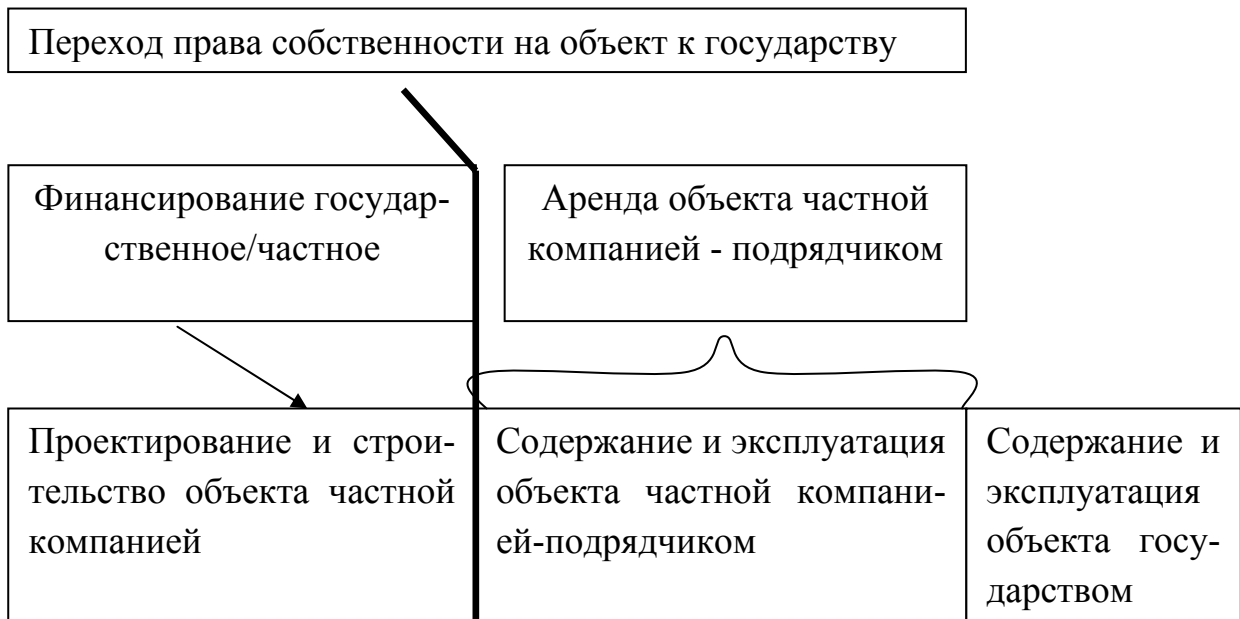 Переход права собственности на объект к государству
Финансирование государ-
ственное/частное
Аренда объекта частной
компанией - подрядчиком
Проектирование и строи-
тельство объекта частной
компанией
Содержание и эксплуатация
объекта частной компани-
ей-подрядчиком
Содержание и
эксплуатация
объекта госу-
дарством